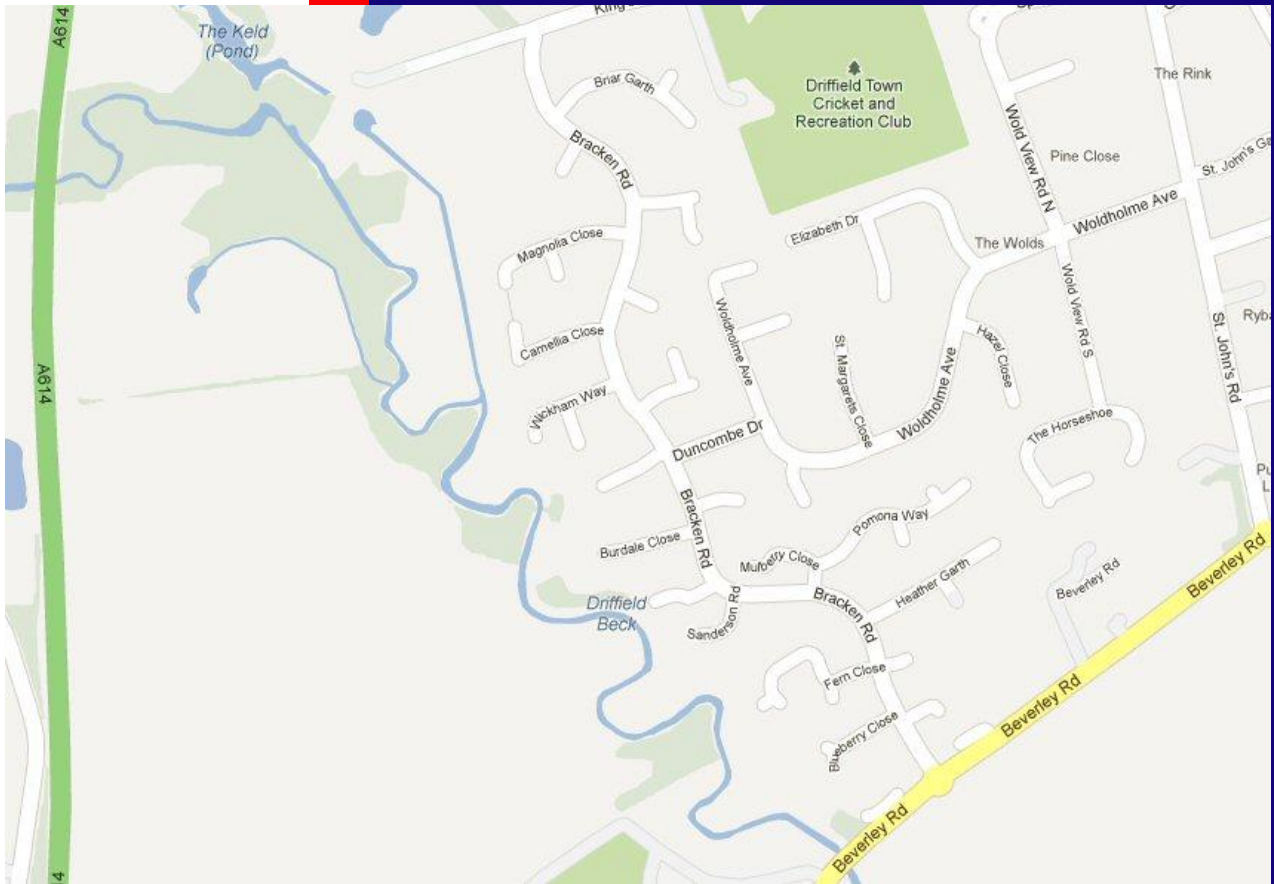 A614
The Keld
(Pond)
King
Briar Garth
Driffield Town
Cricket and
Recreation Club
The Rink
Bracken Rd
Wold View Rd N
Pine Close
St. John's Ga
Woldholme Ave
Elizabeth Dr
Magnolia Close
The Wolds
Wold View Rd S
Woldholme Ave
Camellia Close
St. Margarets Close
Hazel Close
St. John's Rd
Ryba
A614
Wickham Way
Woldholme Ave
Duncombe Dr
The Horseshoe
Pu
L
Bracken Rd
Pomona Way
Burdale Close
Mulberry Close
Heather Garth
Beverley Rd
Beverley Rd
Driffield
Beck
Bracken Rd
Sanderson Rd
Fern Close
Beverley Rd
Blueberry Close
Beverley Rd
4